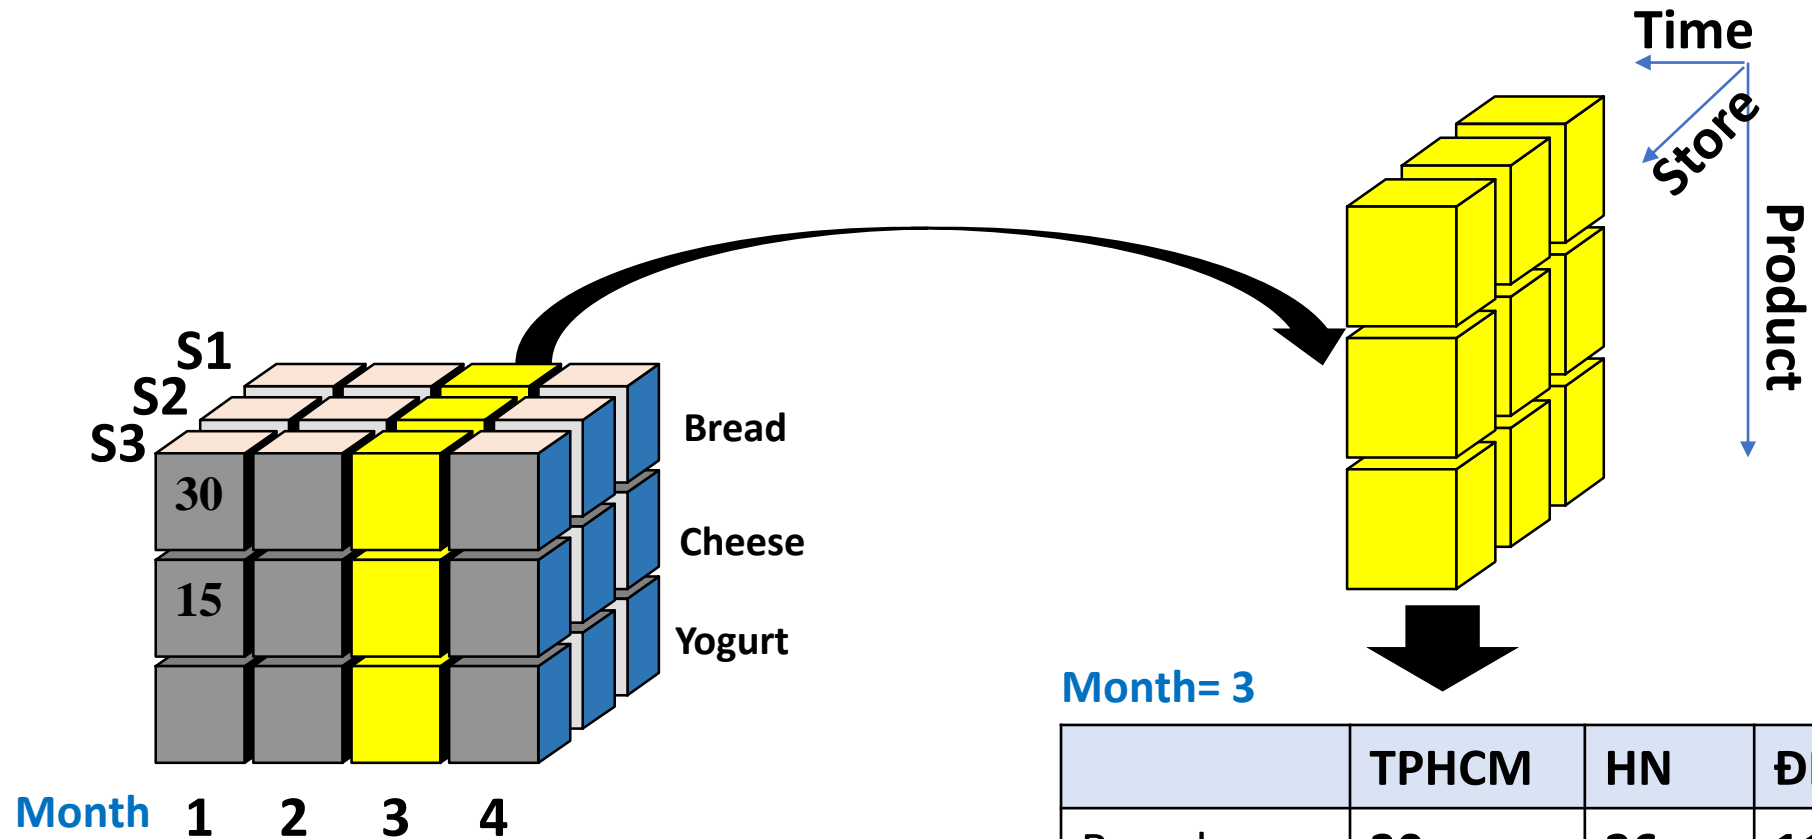 Time
Store
Product
S1
S2
S3
30
15
Bread
Cheese
Yogurt
Month 1 2 3 4
Month= 3
TPHCM HN